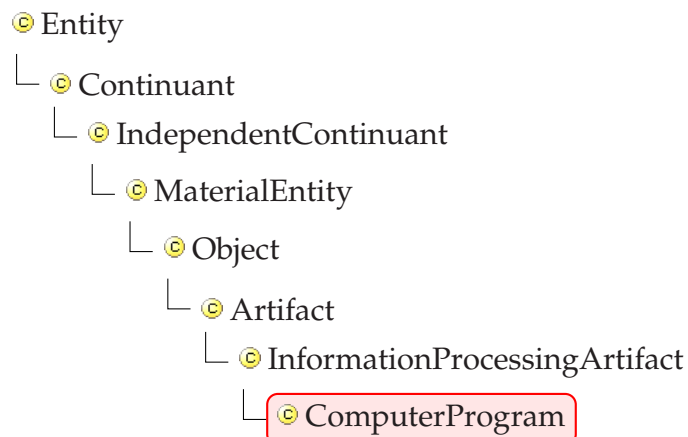 © Entity
© Continuant
© IndependentContinuant
© MaterialEntity
© Object
© Artifact
© InformationProcessingArtifact
© ComputerProgram